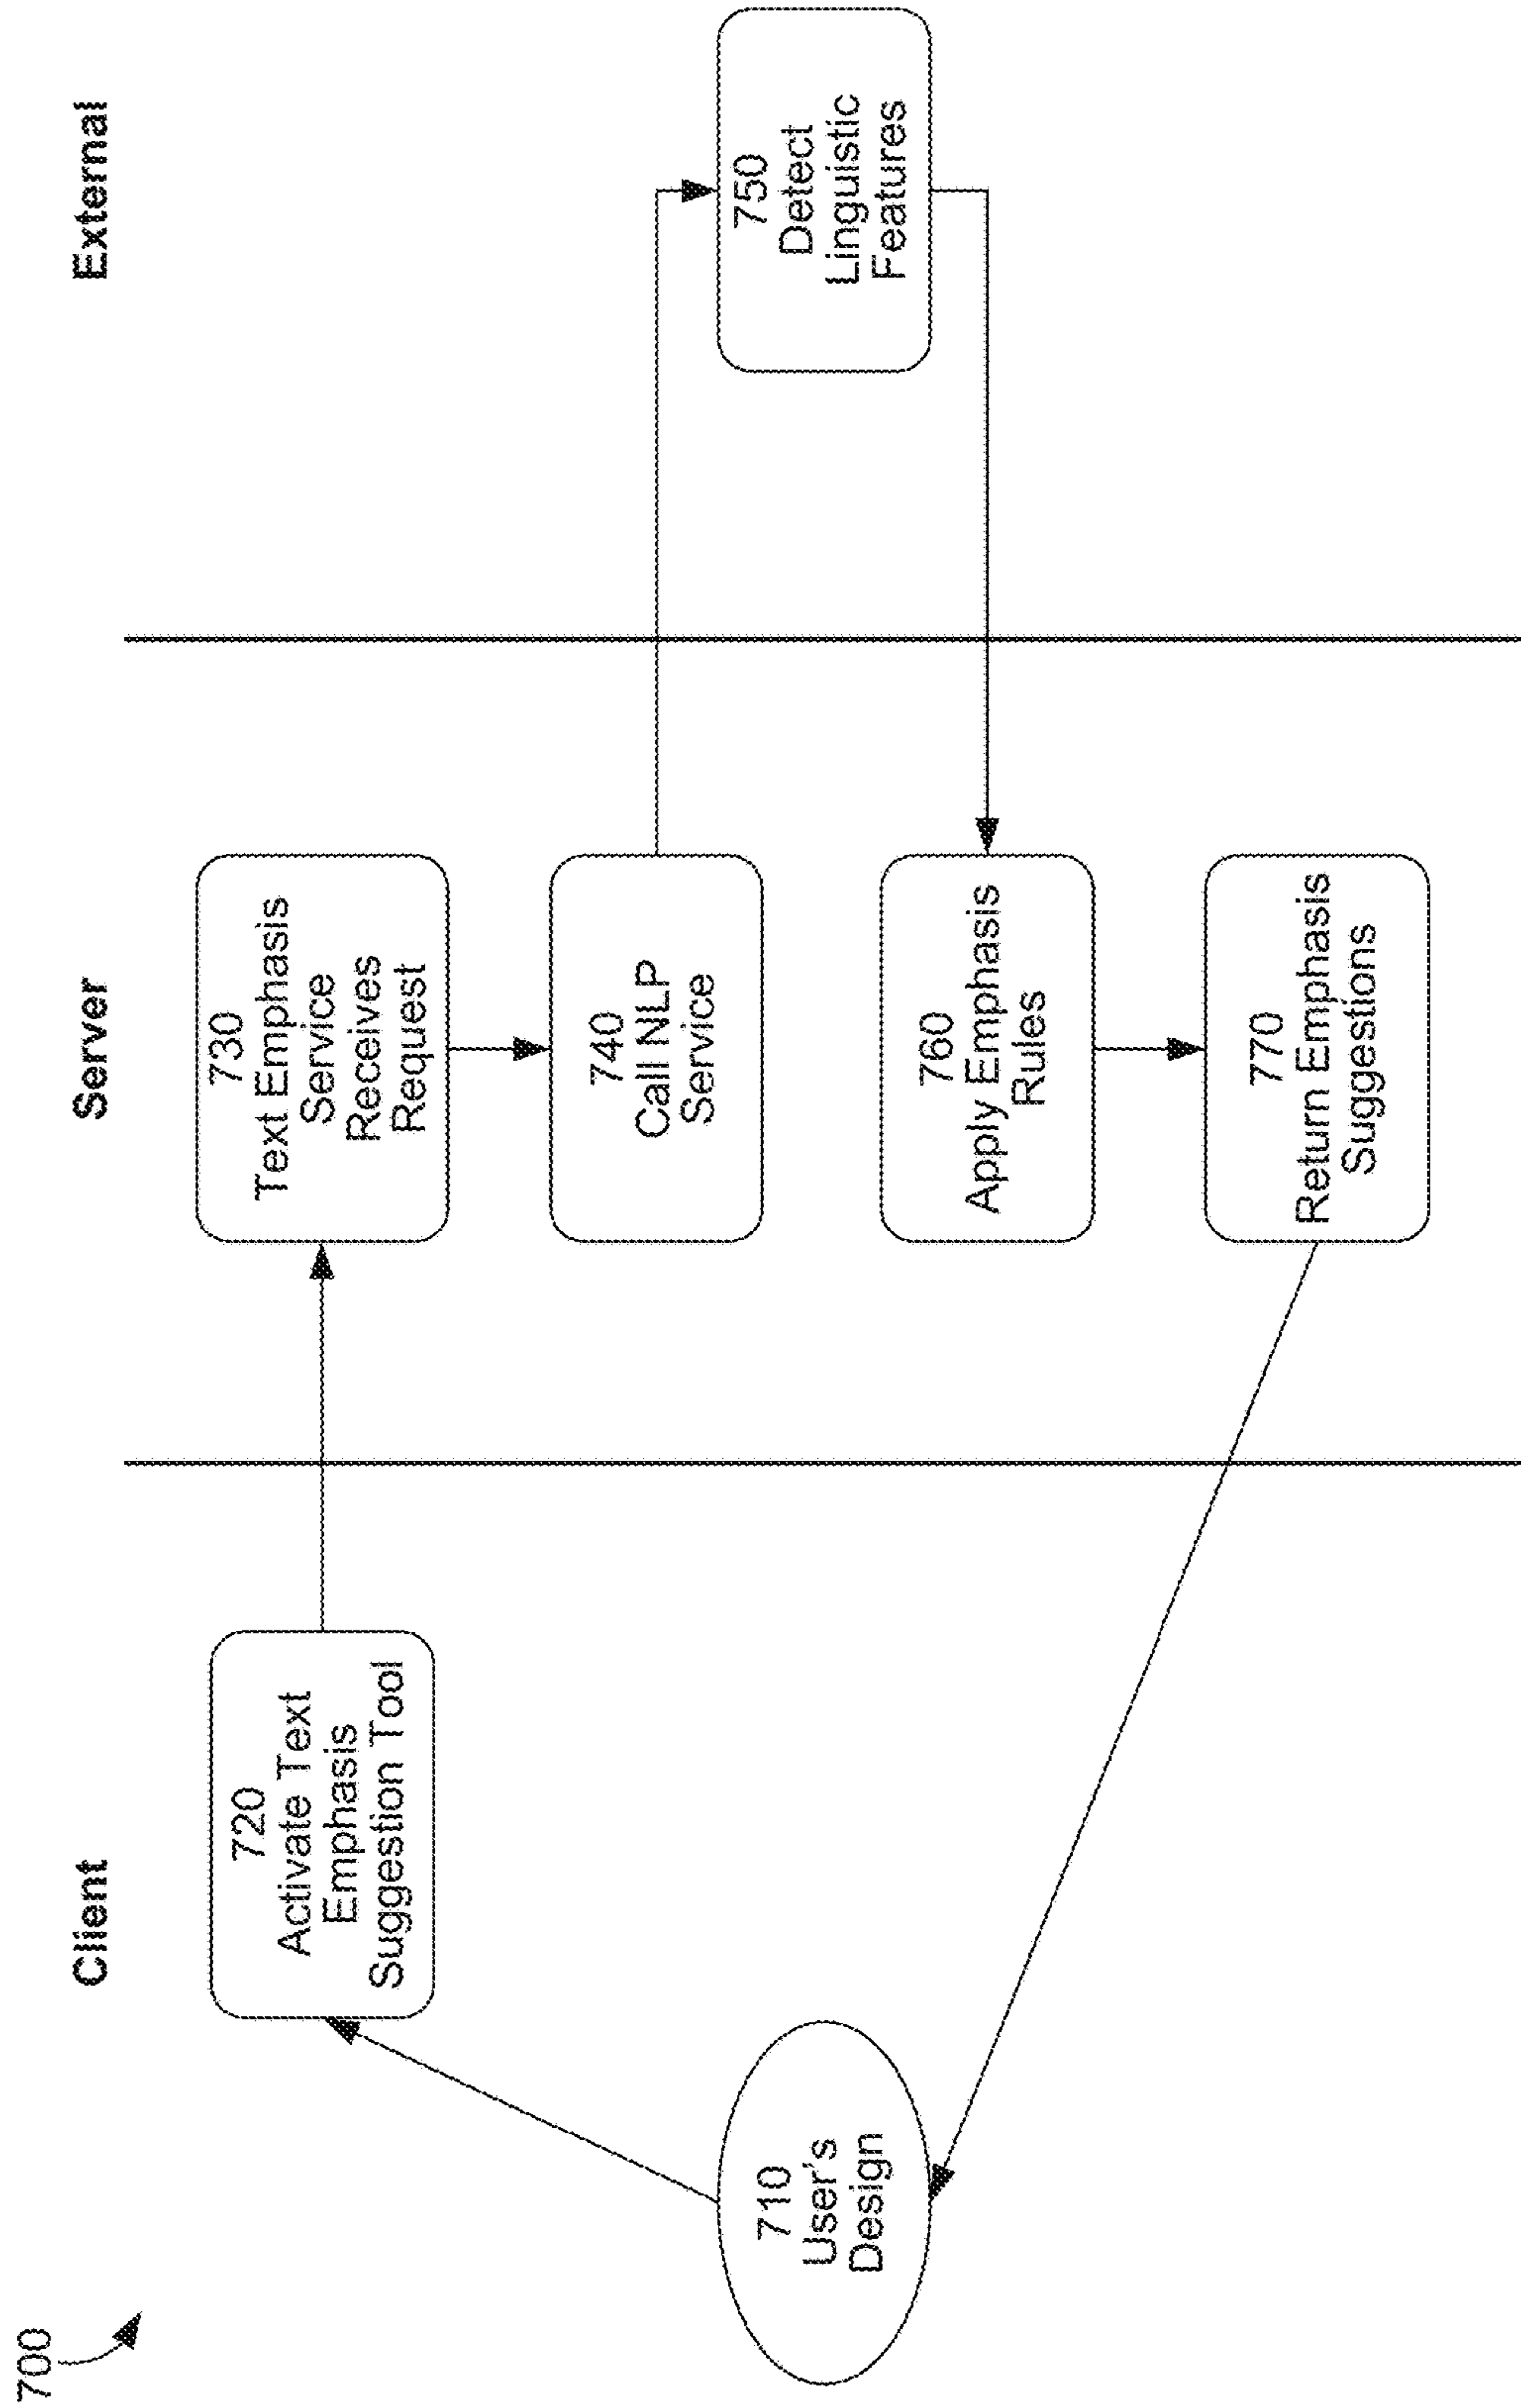 700
Client
Server
External
710
User's
Design
720
Activate Text
Emphasis
Suggestion Tool
730
Text Emphasis
Service
Receives
Request
740
Call NLP
Service
750
Detect
Linguistic
Features
760
Apply Emphasis
Rules
770
Return Emphasis
Suggestions